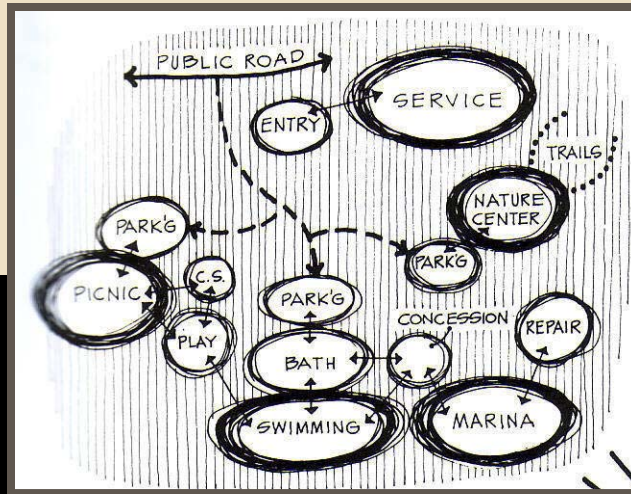 PUBLIC ROAD
SERVICE
ENTRY
TRAILS
NATURE
CENTER
PARK'G
PARK'G
C.S.
PICNIC
PARK'G
CONCESSION
REPAIR
PLAY
BATH
SWIMMING
MARINA